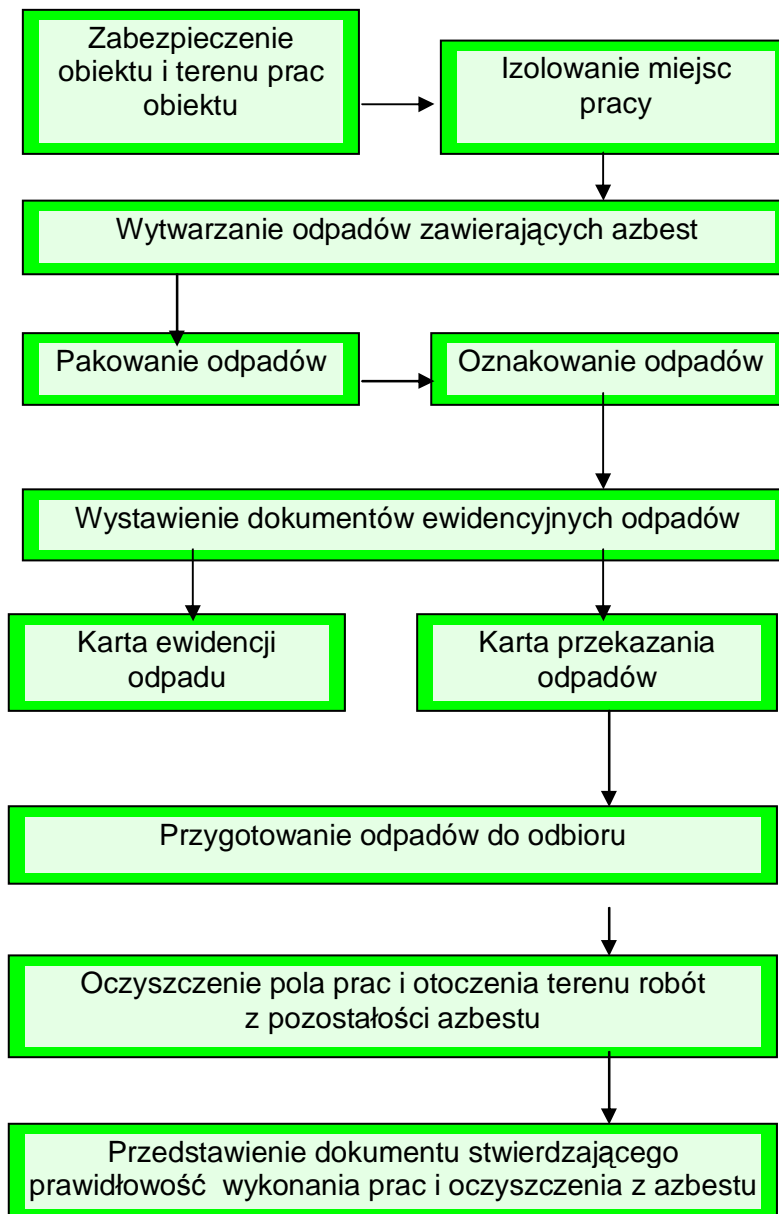 Zabezpieczenie
obiektu i terenu prac
obiektu
Izolowanie miejsc
pracy
Wytwarzanie odpadów zawierających azbest
Pakowanie odpadów
Oznakowanie odpadów
Wystawienie dokumentów ewidencyjnych odpadów
Karta ewidencji
odpadu
Karta przekazania
odpadów
Przygotowanie odpadów do odbioru
Oczyszczenie pola prac i otoczenia terenu robót
z pozostałości azbestu
Przedstawienie dokumentu stwierdzającego
prawidłowość wykonania prac i oczyszczenia z azbestu